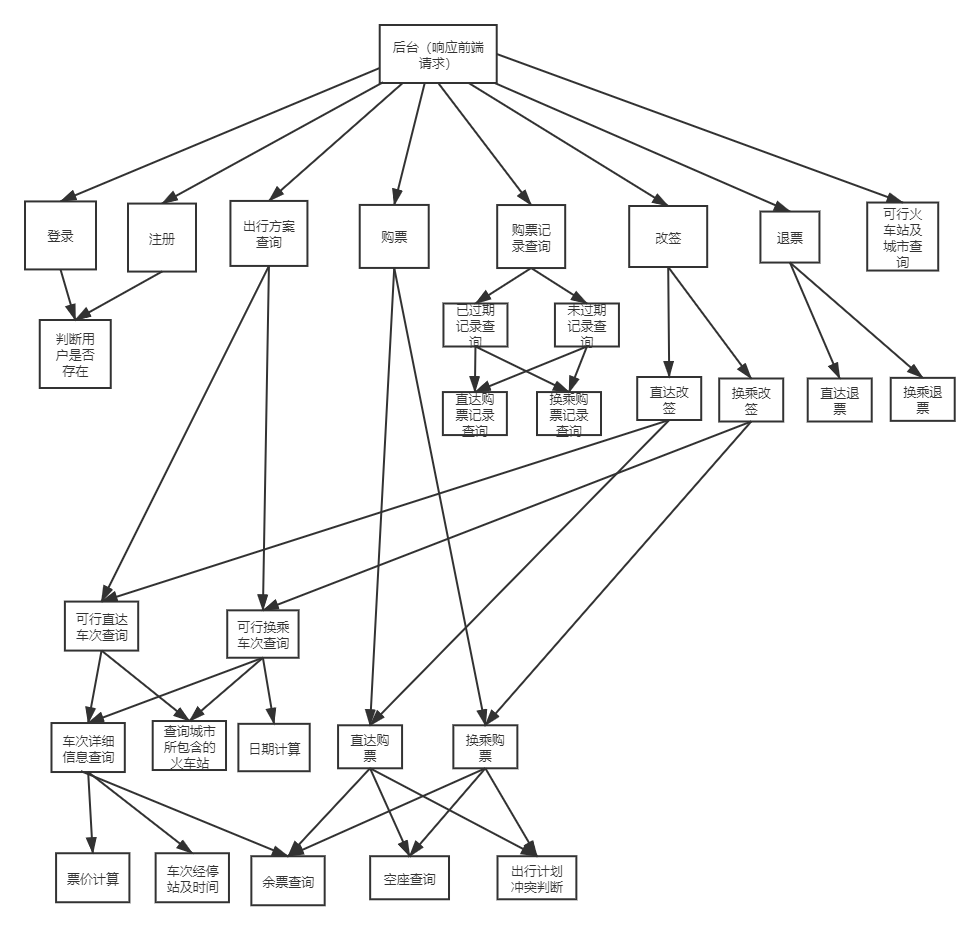 后台（响应前端
请求）
登录
注册
出行方案
查询
购票
购票记
录查询
改签
退票
可行火
车站及
城市查
询
判断用
户是否
存在
已过期
记录查
询
未过期
记录查
询
直达购
票记录
查询
换乘购
票记录
查询
直达改
签
换乘改
签
直达退
票
换乘退
票
可行直达
车次查询
可行换乘
车次查询
车次详细
信息查询
查询城市
所包含的
火车站
日期计算
直达购
票
换乘购
票
票价计算
车次经停
站及时间
余票查询
空座查询
出行计划
冲突判断